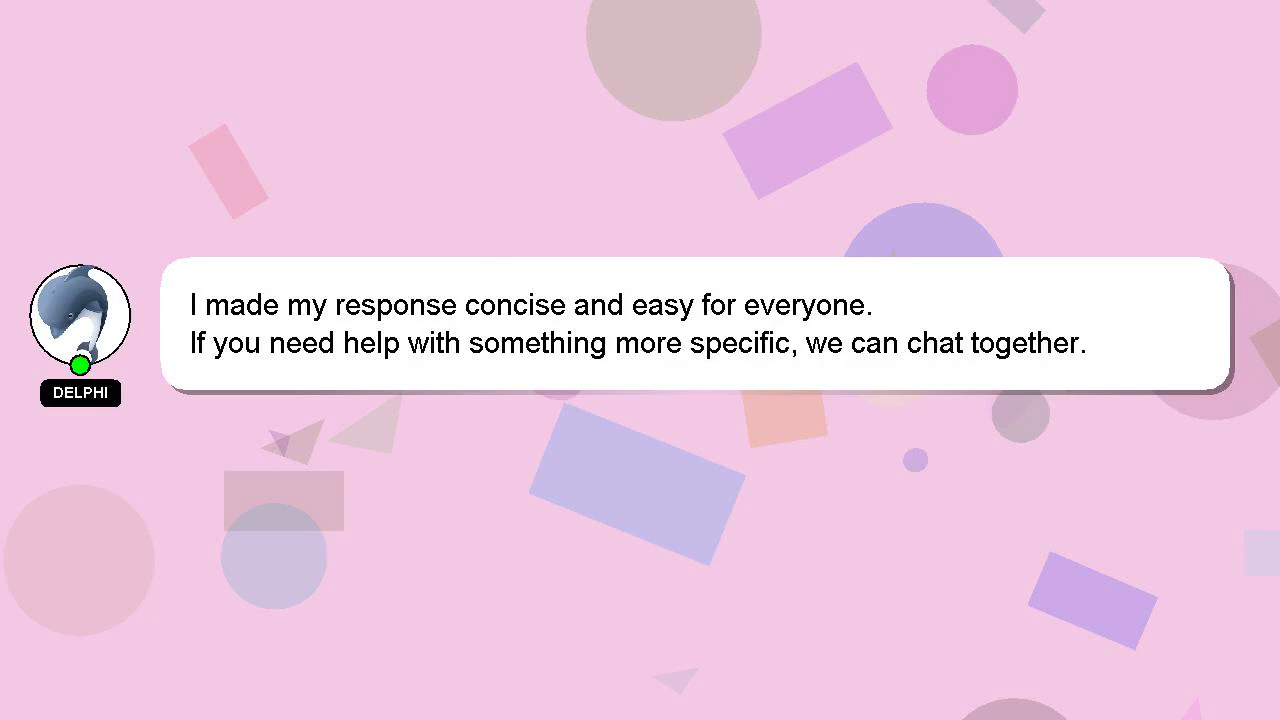 I made my response concise and easy for everyone.
If you need help with something more specific, we can chat together.
DELPHI